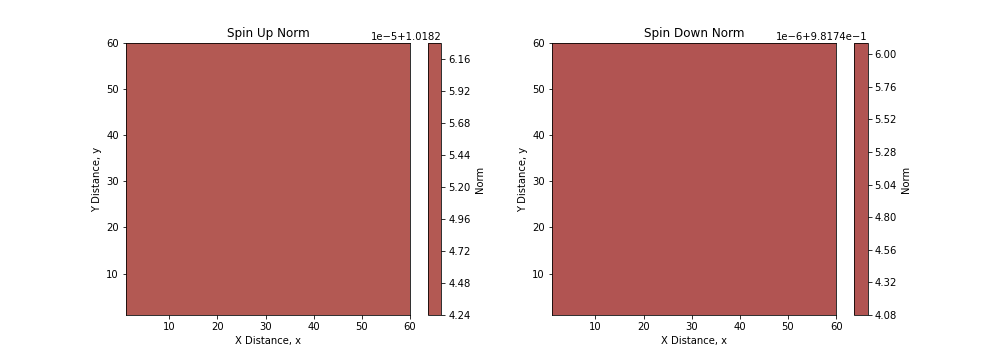 Spin Up Norm
1e−5+1.0182
60
50
40
30
20
10
Y Distance, y
10 20 30 40 50 60
X Distance, x
6.16
5.92
5.68
5.44
5.20
4.96
4.72
4.48
4.24
Norm
Spin Down Norm
1e−6+9.8174e−1
60
50
40
30
20
10
Y Distance, y
10 20 30 40 50 60
X Distance, x
6.00
5.76
5.52
5.28
5.04
4.80
4.56
4.32
4.08
Norm